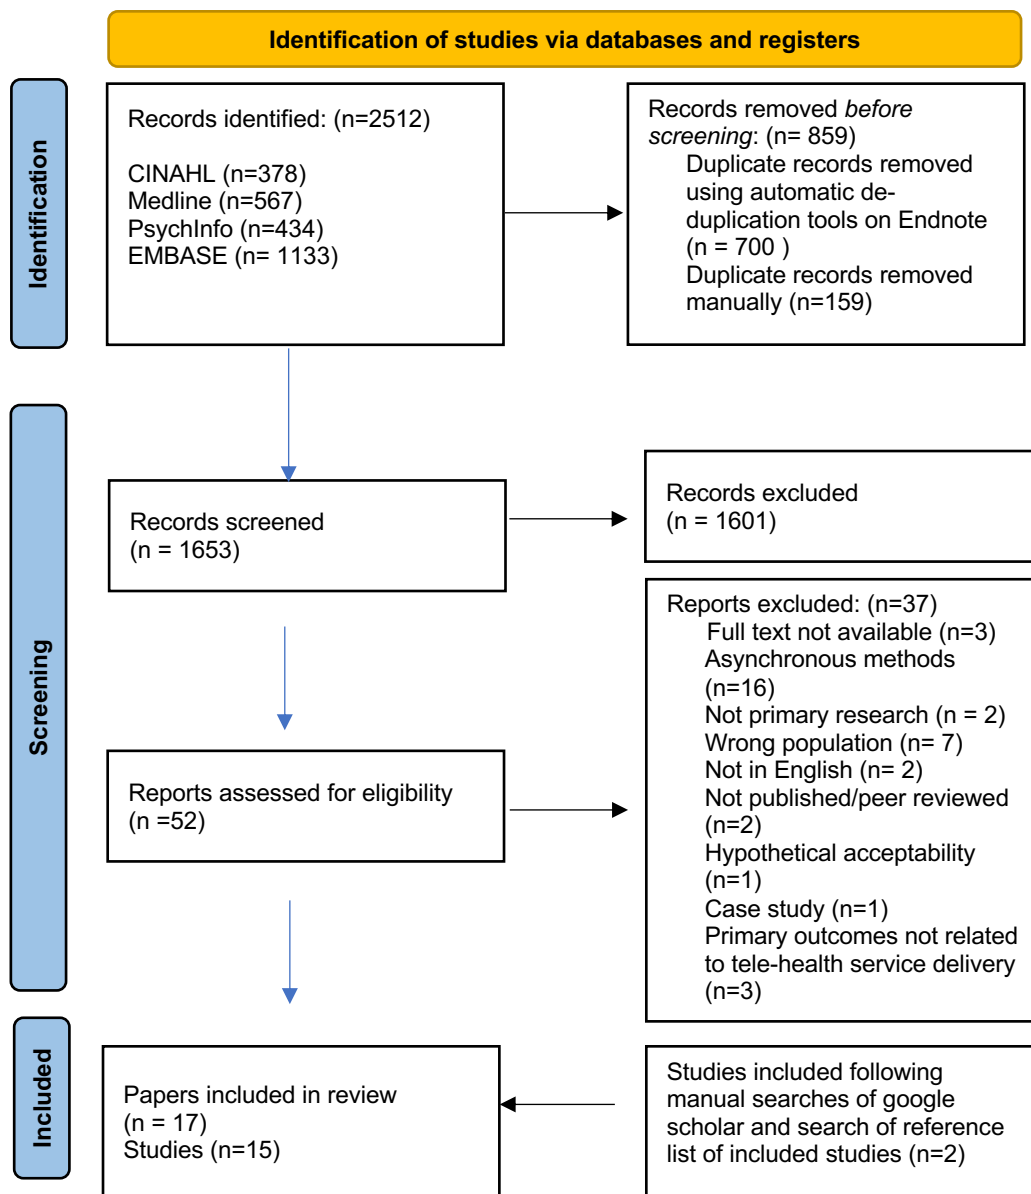 Identification of studies via databases and registers
Identification
Records identified: (n=2512)
CINAHL (n=378)
Medline (n=567)
PsychInfo (n=434)
EMBASE (n= 1133)
Records removed before
screening: (n= 859)
Duplicate records removed
using automatic de-
duplication tools on Endnote
(n = 700 )
Duplicate records removed
manually (n=159)
Screening
Records screened
(n = 1653)
Records excluded
(n = 1601)
Reports assessed for eligibility
(n =52)
Reports excluded: (n=37)
Full text not available (n=3)
Asynchronous methods
(n=16)
Not primary research (n = 2)
Wrong population (n= 7)
Not in English (n= 2)
Not published/peer reviewed
(n=2)
Hypothetical acceptability
(n=1)
Case study (n=1)
Primary outcomes not related
to tele-health service delivery
(n=3)
Included
Papers included in review
(n = 17)
Studies (n=15)
Studies included following
manual searches of google
scholar and search of reference
list of included studies (n=2)